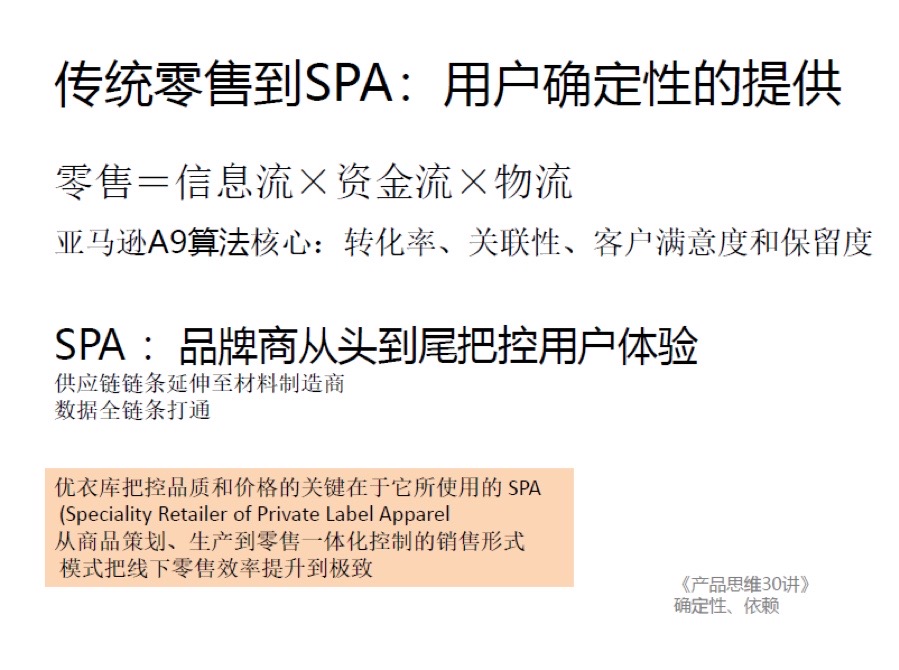 传统零售到SPA：用户确定性的提供
零售＝信息流×资金流×物流
亚马逊A9算法核心：转化率、关联性、客户满意度和保留度
SPA ：品牌商从头到尾把控用户体验
供应链链条延伸至材料制造商
数据全链条打通
优衣库把控品质和价格的关键在于它所使用的 SPA
(Speciality Retailer of Private Label Apparel
从商品策划、生产到零售一体化控制的销售形式
模式把线下零售效率提升到极致
《产品思维30讲》
确定性、依赖